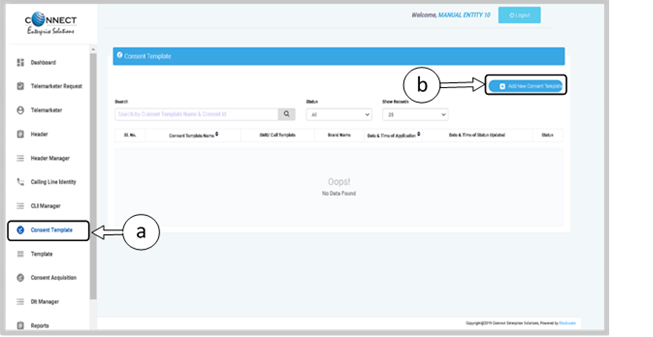 CONNECT
Enterprise Solutions
Welcome, MANUAL ENTITY 10
Logout
Dashboard
Telemarketer Request
Telemarketer
Header
Header Manager
Calling Line Identity
CLI Manager
Consent Template
Template
Consent Acquisition
Dlt Manager
Reports
Consent Template
b
Add New Consent Template
Search
Status
Show Records
Search By Consent Template Name & Consent Id
All
25
Sl. No.
Consent Template Name
SMS/ Call Template
Brand Name
Date & Time of Application
Date & Time of Status Updated
Status
Oops!
No Data Found
a
Copyright@2019 Connect Enterprise Solutions, Powered by